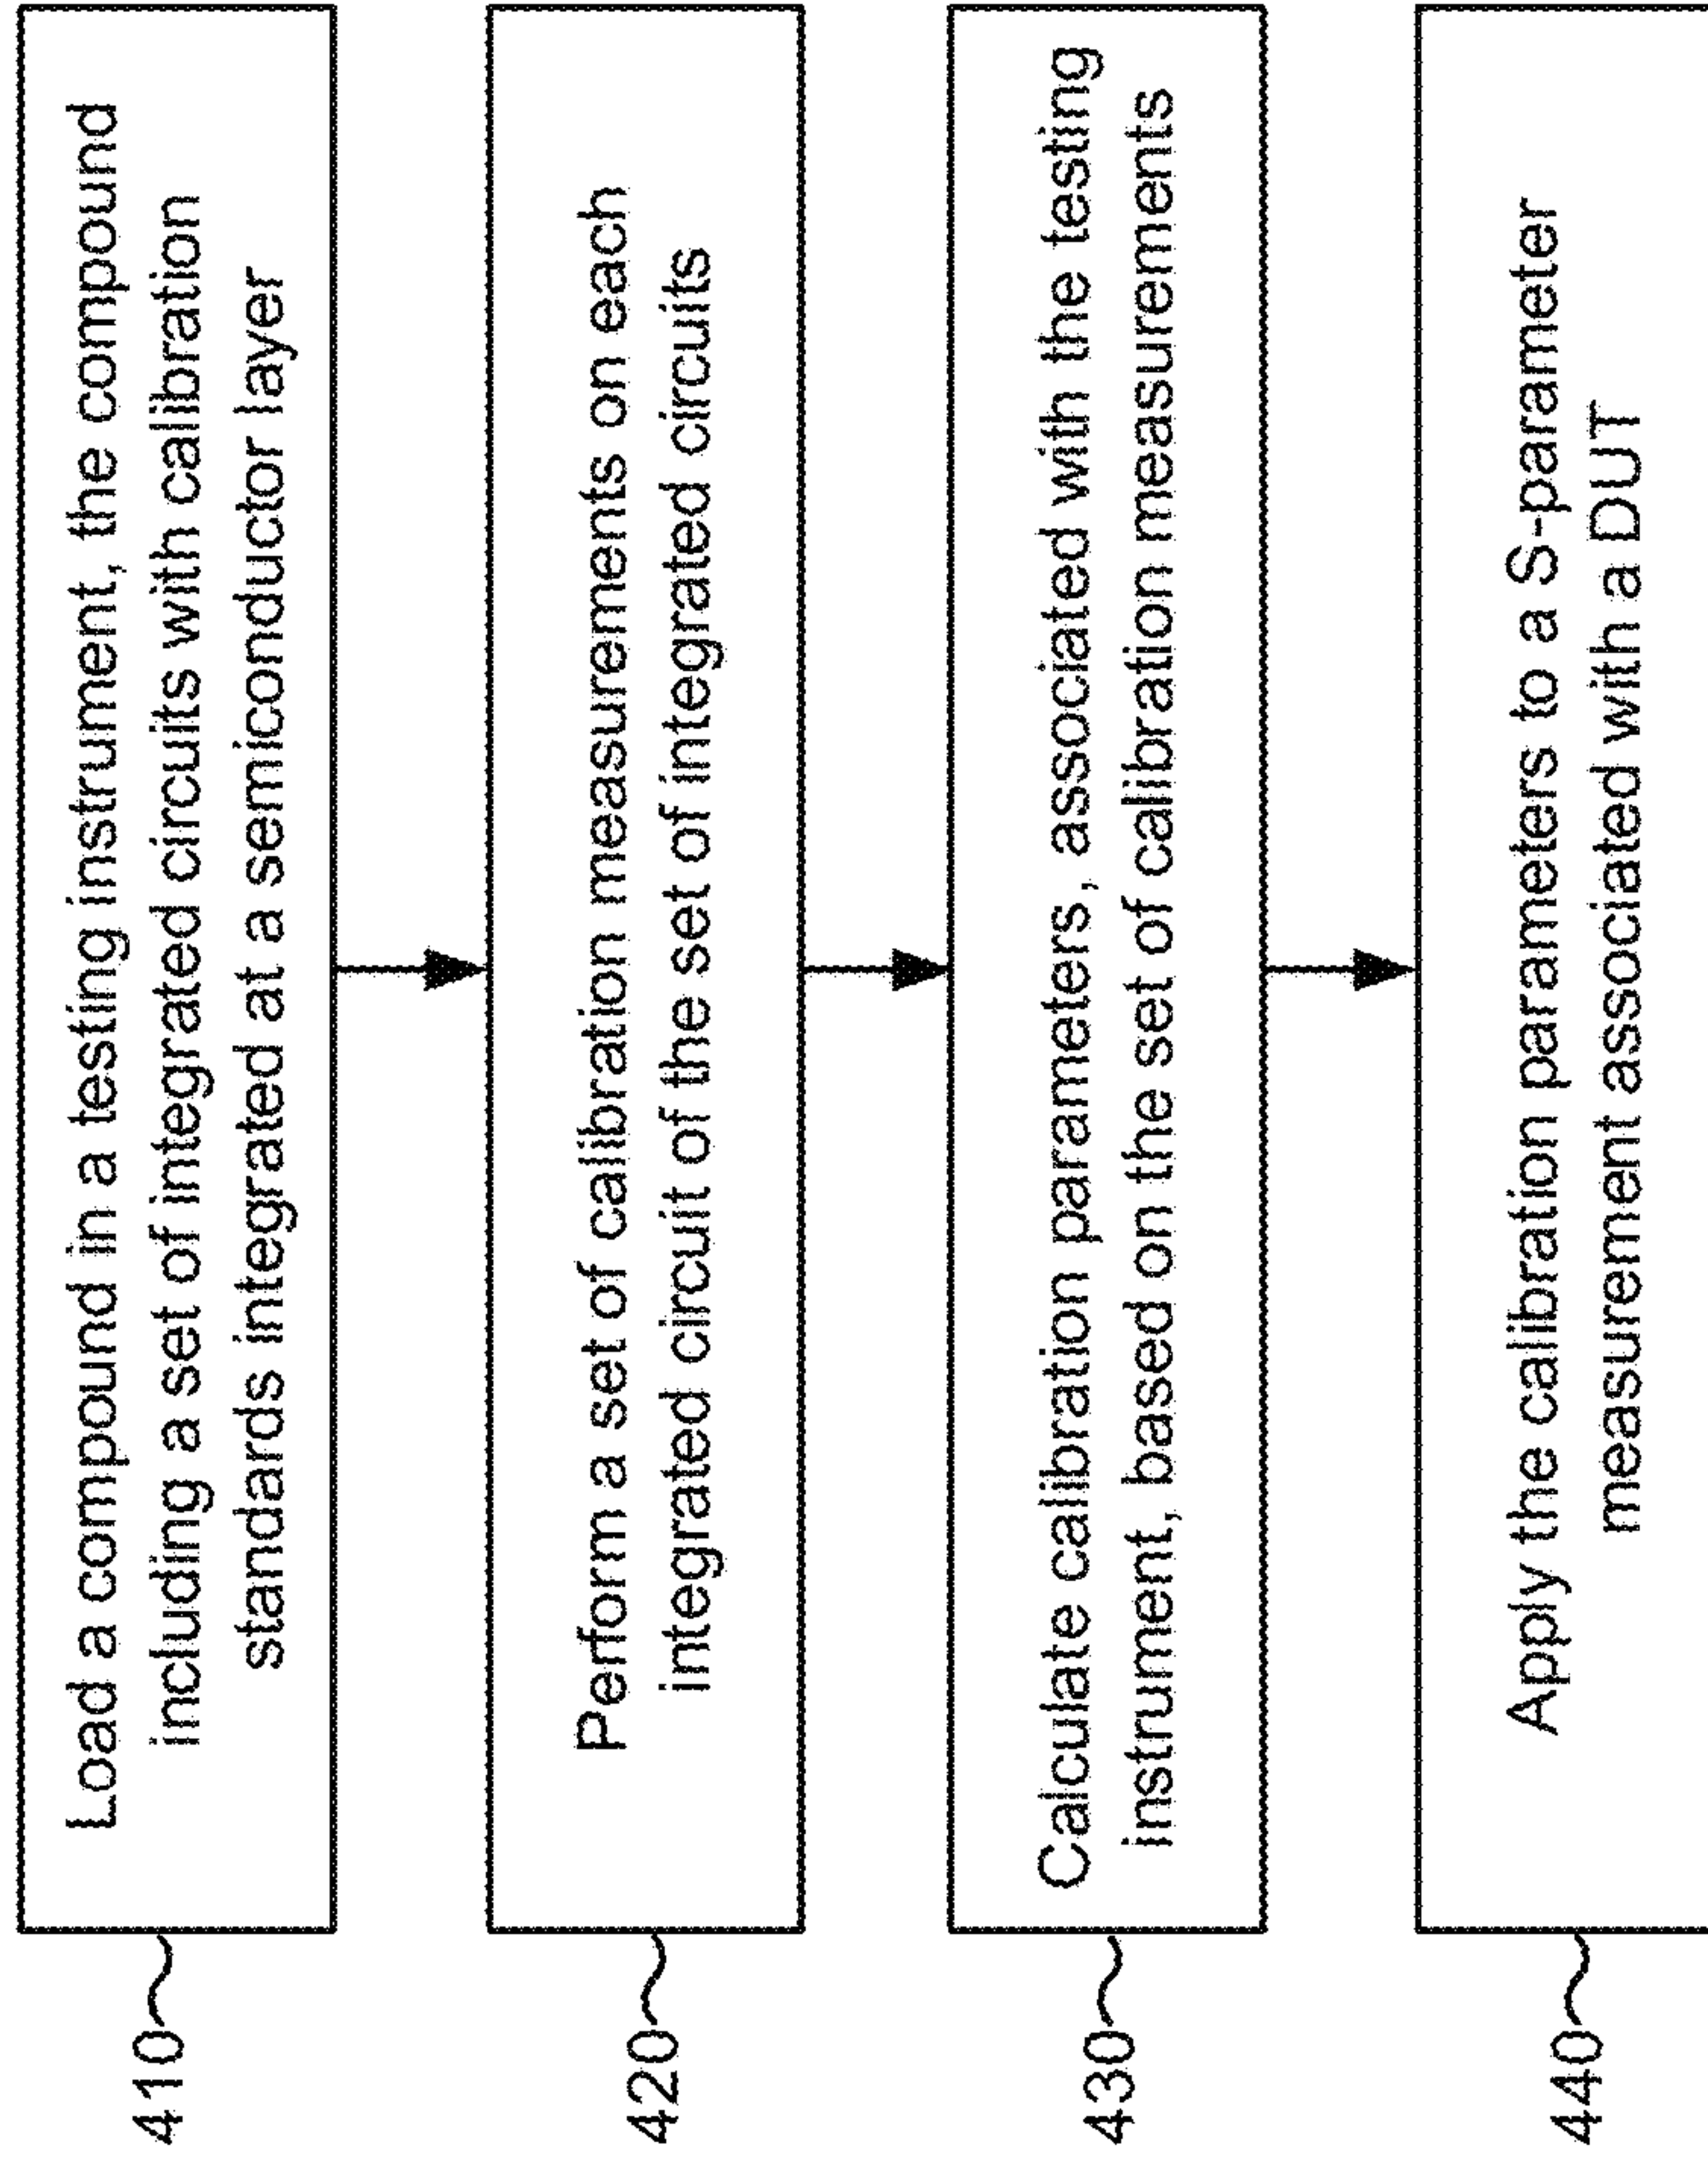 410
Load a compound in a testing instrument, the compound
including a set of integrated circuits with calibration
standards integrated at a semiconductor layer
420
Perform a set of calibration measurements on each
integrated circuit of the set of integrated circuits
430
Calculate calibration parameters, associated with the testing
instrument, based on the set of calibration measurements
440
Apply the calibration parameters to a S-parameter
measurement associated with a DUT